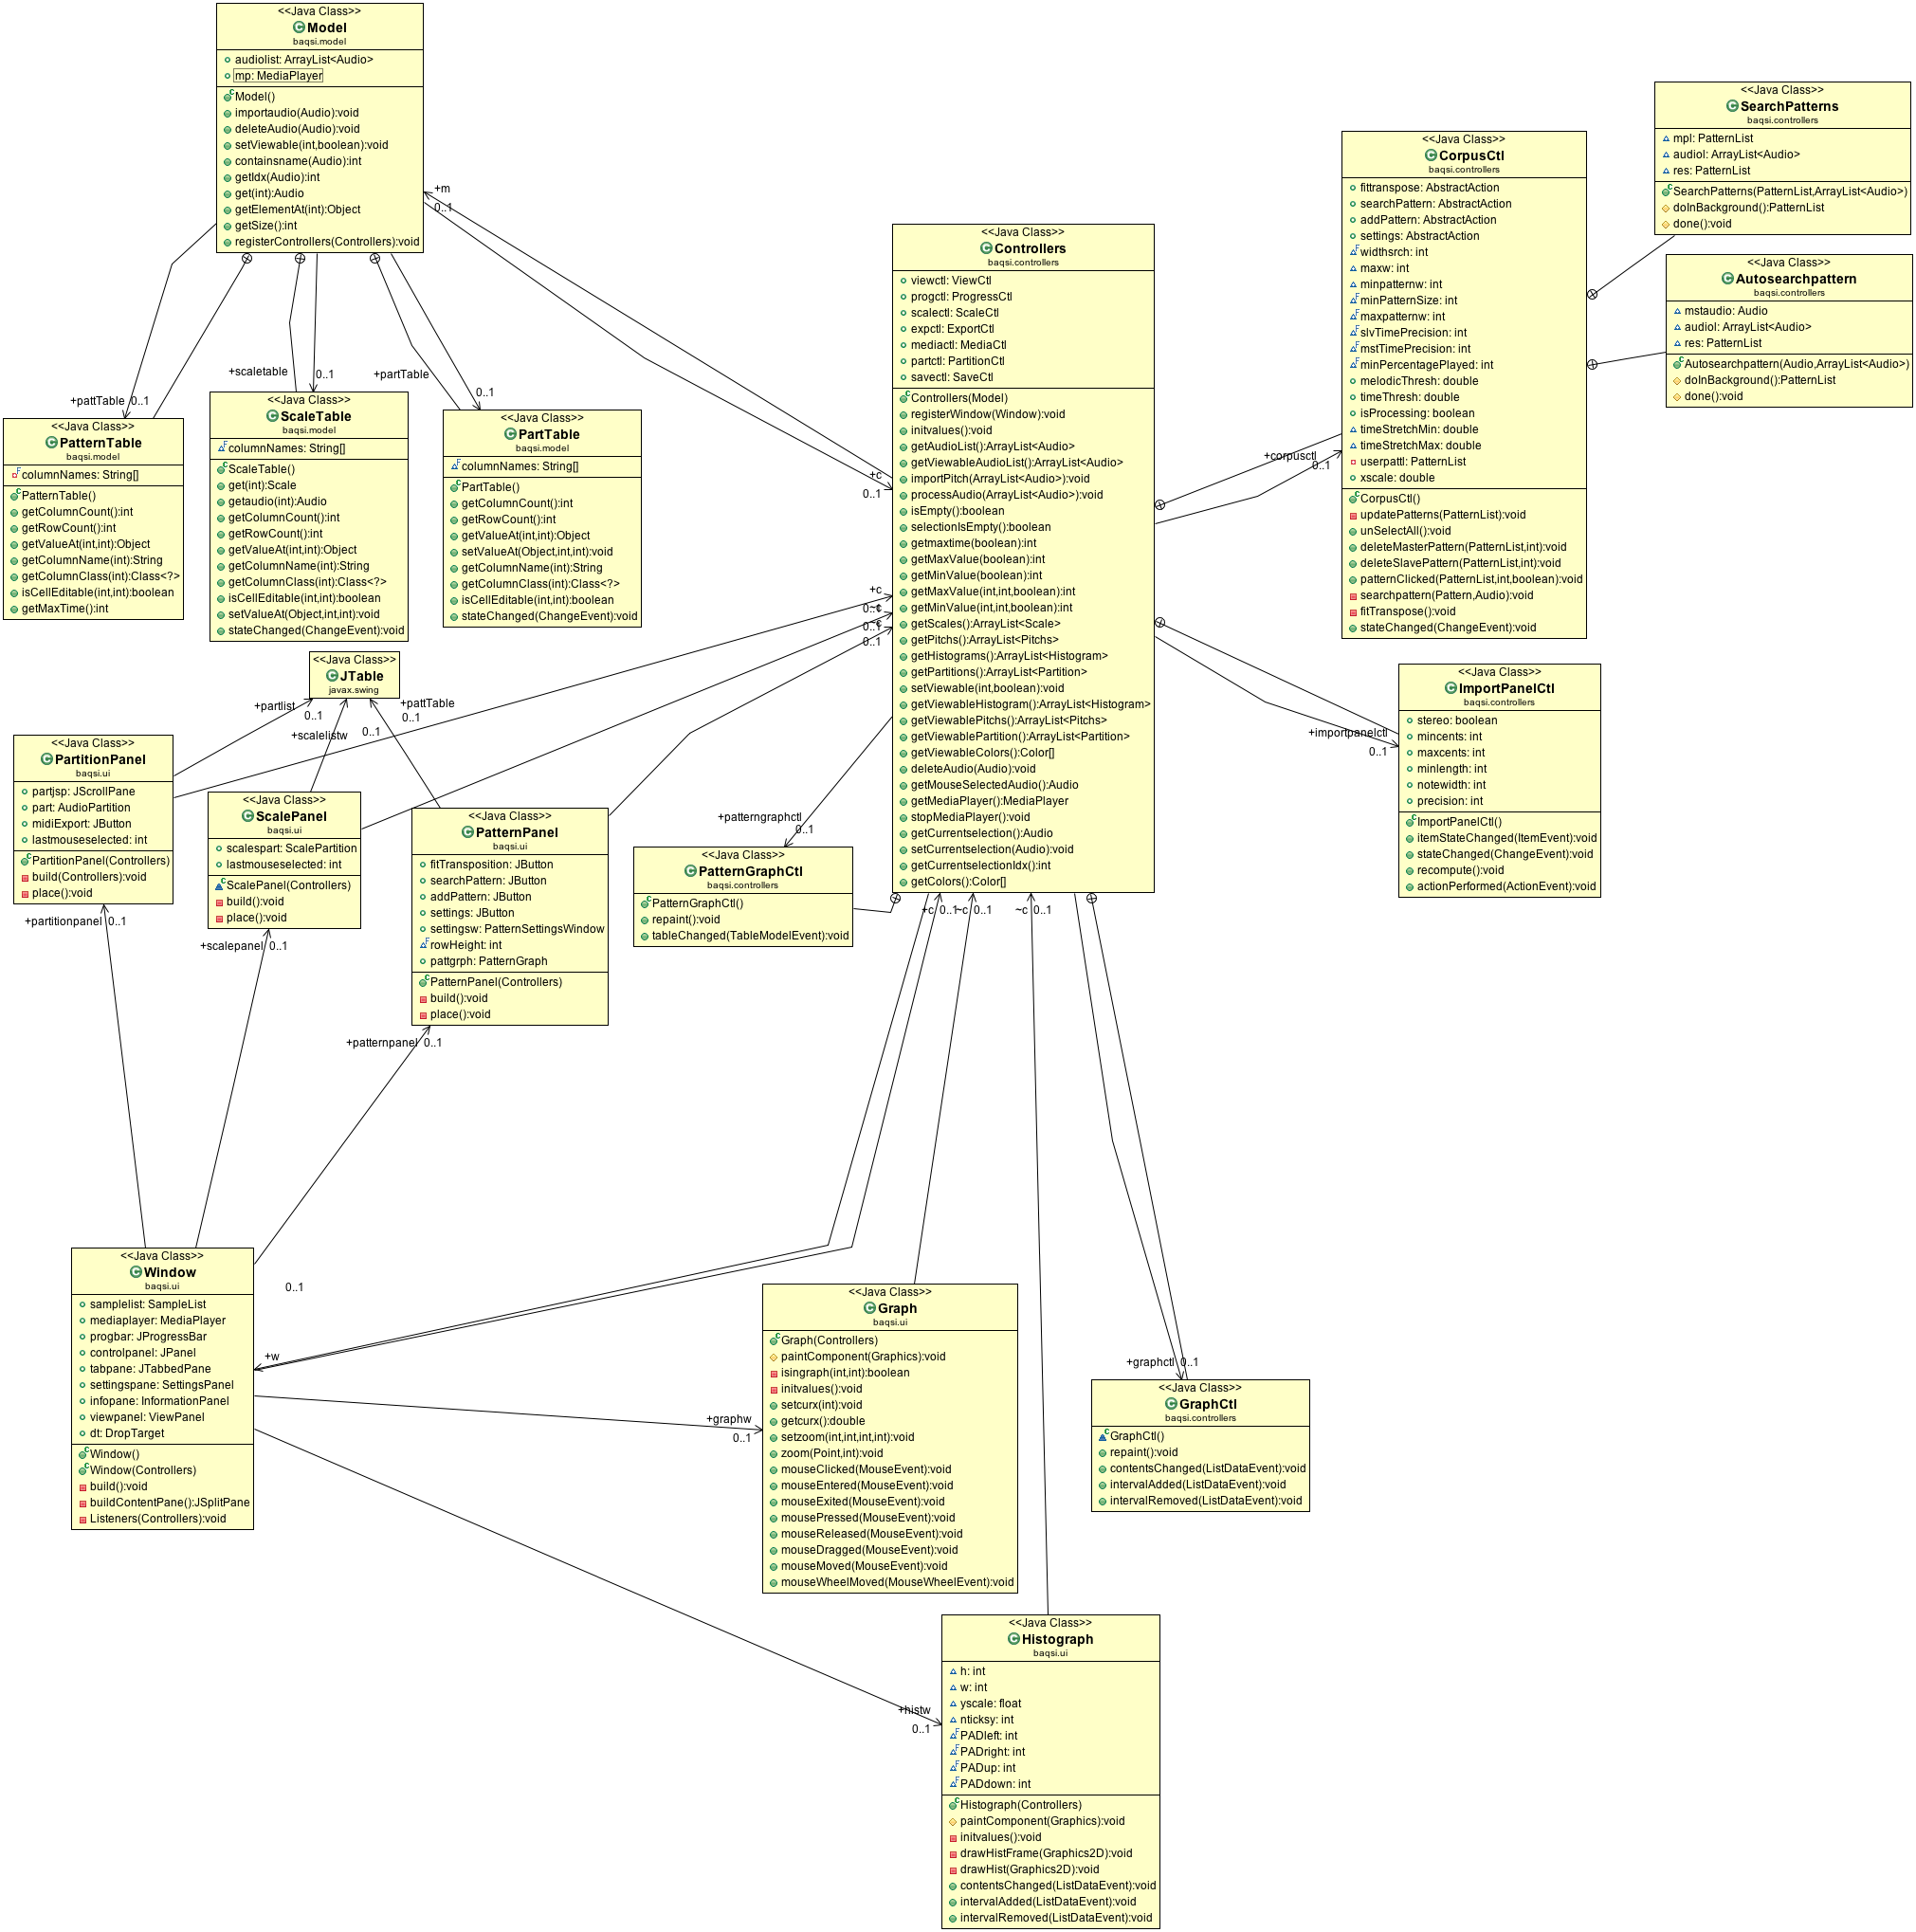 <<Java Class>>
Model
baqsi.model
audiolist: ArrayList<Audio>
mp: MediaPlayer
Model()
importaudio(Audio):void
deleteAudio(Audio):void
setViewable(int,boolean):void
containsname(Audio):int
getIdx(Audio):int
get(int):Audio
getElementAt(int):Object
getSize():int
registerControllers(Controllers):void
+m
0..1
+pattTable 0..1
+scaletable
0..1
+partTable
0..1
<<Java Class>>
PatternTable
baqsi.model
columnNames: String[]
PatternTable()
getColumnCount():int
getRowCount():int
getValueAt(int,int):Object
getColumnName(int):String
getColumnClass(int):Class<?>
isCellEditable(int,int):boolean
getMaxTime():int
<<Java Class>>
ScaleTable
baqsi.model
columnNames: String[]
ScaleTable()
get(int):Scale
getaudio(int):Audio
getColumnCount():int
getRowCount():int
getValueAt(int,int):Object
getColumnName(int):String
getColumnClass(int):Class<?>
isCellEditable(int,int):boolean
setValueAt(Object,int,int):void
stateChanged(ChangeEvent):void
<<Java Class>>
PartTable
baqsi.model
columnNames: String[]
PartTable()
getColumnCount():int
getRowCount():int
getValueAt(int,int):Object
setValueAt(Object,int,int):void
getColumnName(int):String
getColumnClass(int):Class<?>
isCellEditable(int,int):boolean
stateChanged(ChangeEvent):void
<<Java Class>>
Controllers
baqsi.controllers
viewctl: ViewCtl
progctl: ProgressCtl
scalectl: ScaleCtl
expctl: ExportCtl
mediactl: MediaCtl
partctl: PartitionCtl
savectl: SaveCtl
Controllers(Model)
registerWindow(Window):void
initvalues():void
getAudioList():ArrayList<Audio>
getViewableAudioList():ArrayList<Audio>
importPitch(ArrayList<Audio>):void
processAudio(ArrayList<Audio>):void
isEmpty():boolean
selectionIsEmpty():boolean
getmaxtime(boolean):int
getMaxValue(boolean):int
getMinValue(boolean):int
getMaxValue(int,int,boolean):int
getMinValue(int,int,boolean):int
getScales():ArrayList<Scale>
getPitchs():ArrayList<Pitchs>
getHistograms():ArrayList<Histogram>
getPartitions():ArrayList<Partition>
setViewable(int,boolean):void
getViewableHistogram():ArrayList<Histogram>
getViewablePitchs():ArrayList<Pitchs>
getViewablePartition():ArrayList<Partition>
getViewableColors():Color[]
deleteAudio(Audio):void
getMouseSelectedAudio():Audio
getMediaPlayer():MediaPlayer
stopMediaPlayer():void
getCurrentselection():Audio
setCurrentselection(Audio):void
getCurrentselectionIdx():int
getColors():Color[]
+c
0..1
+c
0..1
~c
0..1
~c
0..1
<<Java Class>>
CorpusCtl
baqsi.controllers
fittranspose: AbstractAction
searchPattern: AbstractAction
addPattern: AbstractAction
settings: AbstractAction
widthsrch: int
maxw: int
minpatternw: int
minPatternSize: int
maxpatternw: int
slvTimePrecision: int
mstTimePrecision: int
minPercentagePlayed: int
melodicThresh: double
timeThresh: double
isProcessing: boolean
timeStretchMin: double
timeStretchMax: double
userpattl: PatternList
xscale: double
CorpusCtl()
updatePatterns(PatternList):void
unSelectAll():void
deleteMasterPattern(PatternList,int):void
deleteSlavePattern(PatternList,int):void
patternClicked(PatternList,int,boolean):void
searchpattern(Pattern,Audio):void
fitTranspose():void
stateChanged(ChangeEvent):void
+corpusctl
0..1
<<Java Class>>
SearchPatterns
baqsi.controllers
mpl: PatternList
audiol: ArrayList<Audio>
res: PatternList
SearchPatterns(PatternList,ArrayList<Audio>)
doInBackground():PatternList
done():void
<<Java Class>>
Autosearchpattern
baqsi.controllers
mstaudio: Audio
audiol: ArrayList<Audio>
res: PatternList
Autosearchpattern(Audio,ArrayList<Audio>)
doInBackground():PatternList
done():void
<<Java Class>>
ImportPanelCtl
baqsi.controllers
stereo: boolean
mincents: int
maxcents: int
minlength: int
notewidth: int
precision: int
ImportPanelCtl()
itemStateChanged(ItemEvent):void
stateChanged(ChangeEvent):void
recompute():void
actionPerformed(ActionEvent):void
+importpanelctl
0..1
<<Java Class>>
JTable
javax.swing
+partlist
0..1
+scalelistw
0..1
+pattTable
0..1
<<Java Class>>
PartitionPanel
baqsi.ui
partjsp: JScrollPane
part: AudioPartition
midiExport: JButton
lastmouseselected: int
PartitionPanel(Controllers)
build(Controllers):void
place():void
+partitionpanel 0..1
<<Java Class>>
ScalePanel
baqsi.ui
scalespart: ScalePartition
lastmouseselected: int
ScalePanel(Controllers)
build():void
place():void
+scalepanel 0..1
<<Java Class>>
PatternPanel
baqsi.ui
fitTransposition: JButton
searchPattern: JButton
addPattern: JButton
settings: JButton
settingsw: PatternSettingsWindow
rowHeight: int
pattgrph: PatternGraph
PatternPanel(Controllers)
build():void
place():void
+patternpanel 0..1
+patterngraphctl
0..1
<<Java Class>>
PatternGraphCtl
baqsi.controllers
PatternGraphCtl()
repaint():void
tableChanged(TableModelEvent):void
+c 0..1
~c 0..1
~c 0..1
<<Java Class>>
Window
baqsi.ui
samplelist: SampleList
mediaplayer: MediaPlayer
progbar: JProgressBar
controlpanel: JPanel
tabpane: JTabbedPane
settingspane: SettingsPanel
infopane: InformationPanel
viewpanel: ViewPanel
dt: DropTarget
Window()
Window(Controllers)
build():void
buildContentPane():JSplitPane
Listeners(Controllers):void
0..1
+w
+graphw
0..1
<<Java Class>>
Graph
baqsi.ui
Graph(Controllers)
paintComponent(Graphics):void
isingraph(int,int):boolean
initvalues():void
setcurx(int):void
getcurx():double
setzoom(int,int,int,int):void
zoom(Point,int):void
mouseClicked(MouseEvent):void
mouseEntered(MouseEvent):void
mouseExited(MouseEvent):void
mousePressed(MouseEvent):void
mouseReleased(MouseEvent):void
mouseDragged(MouseEvent):void
mouseMoved(MouseEvent):void
mouseWheelMoved(MouseWheelEvent):void
+graphctl 0..1
<<Java Class>>
GraphCtl
baqsi.controllers
GraphCtl()
repaint():void
contentsChanged(ListDataEvent):void
intervalAdded(ListDataEvent):void
intervalRemoved(ListDataEvent):void
+histw
0..1
<<Java Class>>
Histograph
baqsi.ui
h: int
w: int
yscale: float
nticksy: int
PADleft: int
PADright: int
PADup: int
PADdown: int
Histograph(Controllers)
paintComponent(Graphics):void
initvalues():void
drawHistFrame(Graphics2D):void
drawHist(Graphics2D):void
contentsChanged(ListDataEvent):void
intervalAdded(ListDataEvent):void
intervalRemoved(ListDataEvent):void